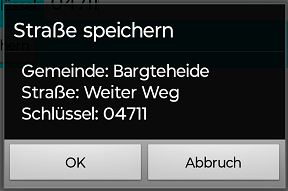 Straße speichern
Gemeinde: Bargteheide
Straße: Weiter Weg
Schlüssel: 04711
OK
Abbruch